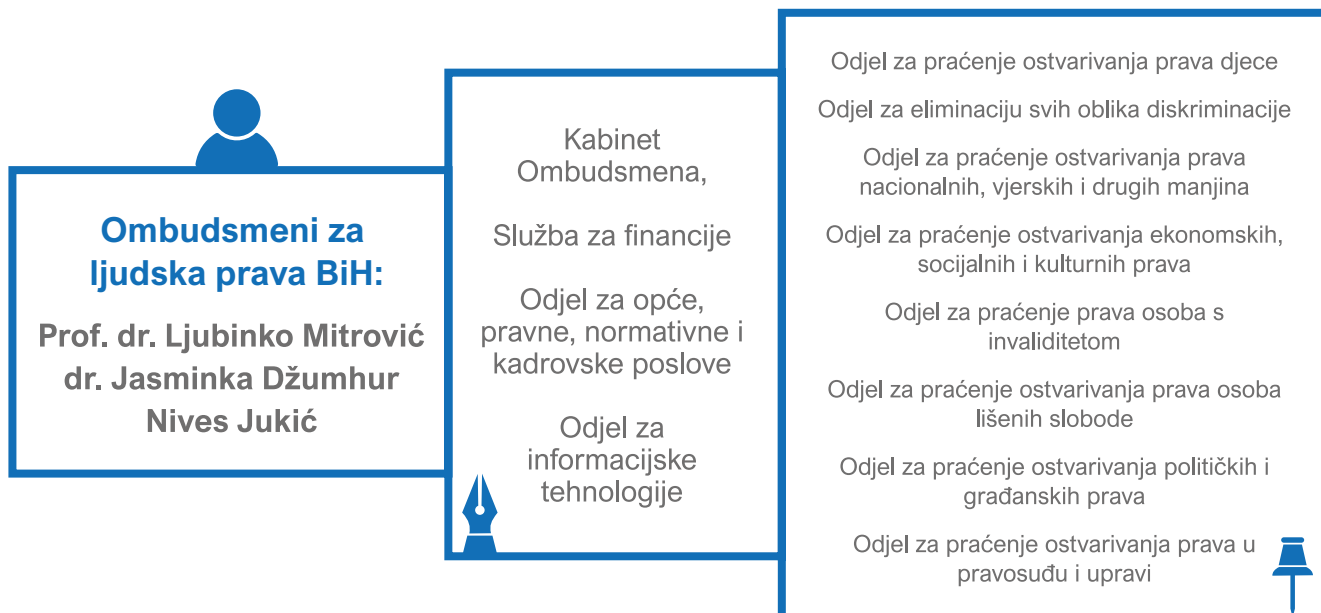 Ombudsmeni za
ljudska prava BiH:
Prof. dr. Ljubinko Mitrović
dr. Jasminka Džumhur
Nives Jukić
Kabinet
Ombudsmena,
Služba za financije
Odjel za opće,
pravne, normativne i
kadrovske poslove
Odjel za
informacijske
tehnologije
Odjel za praćenje ostvarivanja prava djece
Odjel za eliminaciju svih oblika diskriminacije
Odjel za praćenje ostvarivanja prava
nacionalnih, vjerskih i drugih manjina
Odjel za praćenje ostvarivanja ekonomskih,
socijalnih i kulturnih prava
Odjel za praćenje prava osoba s
invaliditetom
Odjel za praćenje ostvarivanja prava osoba
lišenih slobode
Odjel za praćenje ostvarivanja političkih i
građanskih prava
Odjel za praćenje ostvarivanja prava u
pravosuđu i upravi